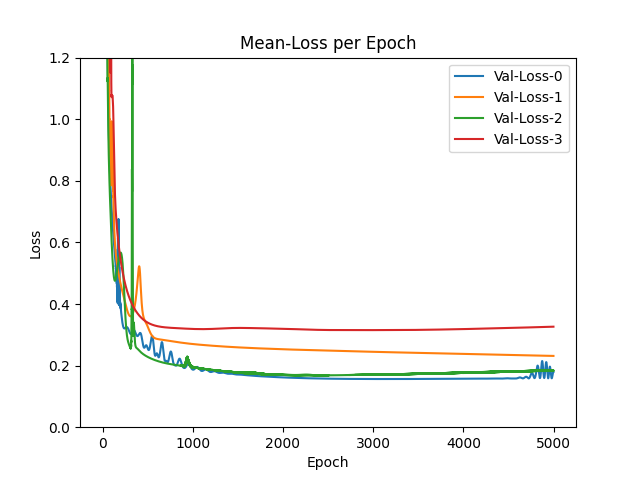 Mean-Loss per Epoch
Val-Loss-0
Val-Loss-1
Val-Loss-2
Val-Loss-3
Loss
1.2
1.0
0.8
0.6
0.4
0.2
0.0
0 1000 2000 3000 4000 5000
Epoch